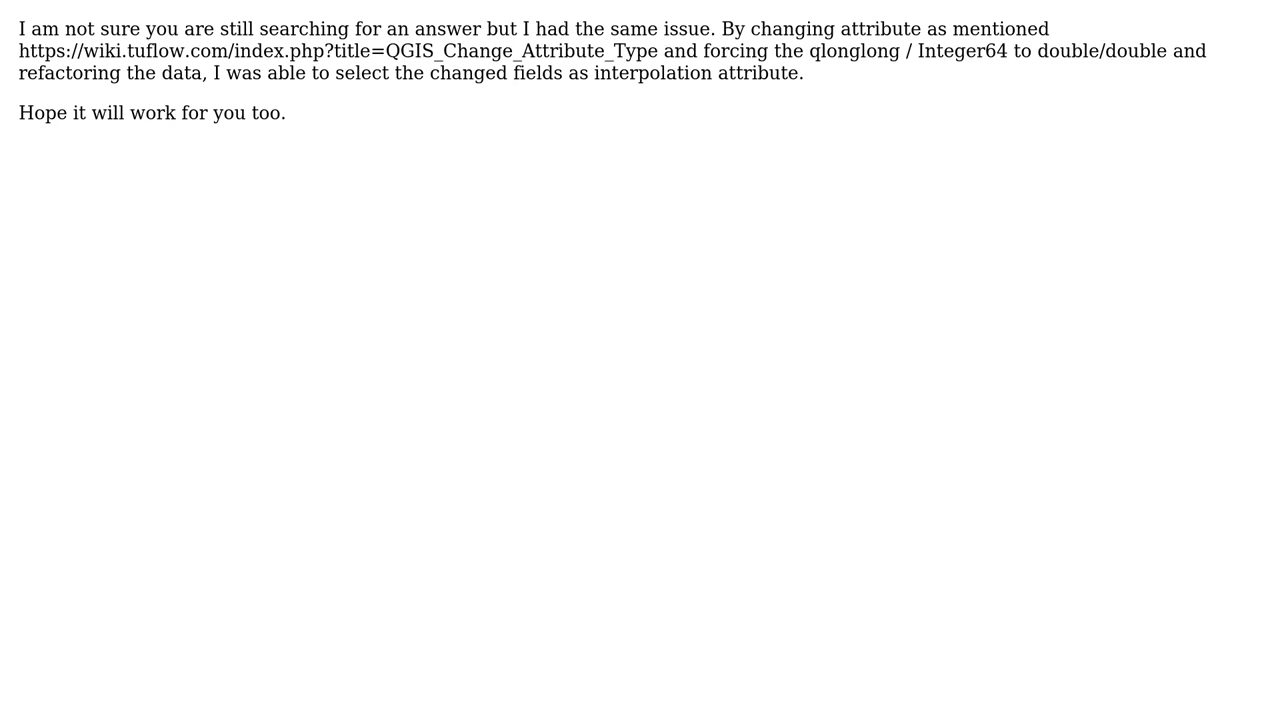 I am not sure you are still searching for an answer but I had the same issue. By changing attribute as mentioned
https://wiki.tuflow.com/index.php?title=QGIS_Change_Attribute_Type and forcing the qlonglong / Integer64 to double/double and
refactoring the data, I was able to select the changed fields as interpolation attribute.
Hope it will work for you too.